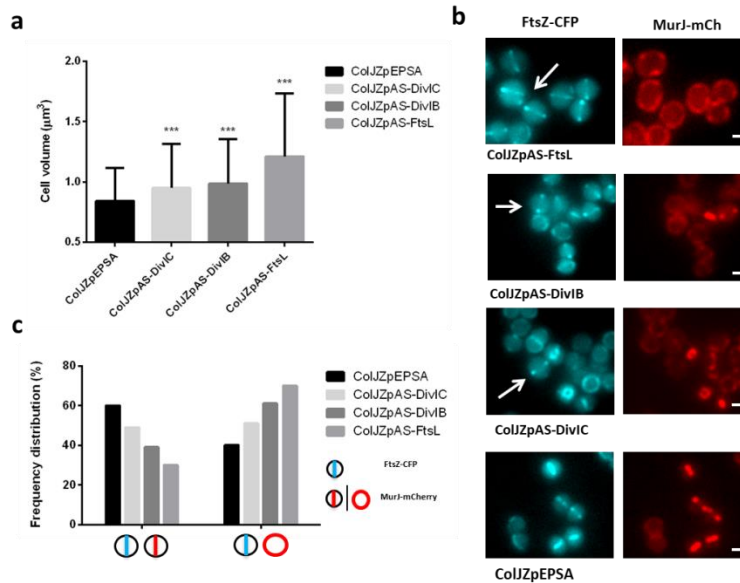 a
Cell volume (μm³)
2.0
1.5
1.0
0.5
***
***
***
ColJZpEPSA
ColJZpAS-DivIC
ColJZpAS-DivIB
ColJZpAS-FtsL
ColJZpEPSA
ColJZpAS-DivIC
ColJZpAS-DivIB
ColJZpAS-FtsL
b
FtsZ-CFP
MurJ-mCh
ColJZpAS-FtsL
ColJZpAS-DivIB
ColJZpAS-DivIC
ColJZpEPSA
c
Frequency distribution (%)
80
60
40
20
0
ColJZpEPSA
ColJZpAS-DivIC
ColJZpAS-DivIB
ColJZpAS-FtsL
FtsZ-CFP
MurJ-mCherry